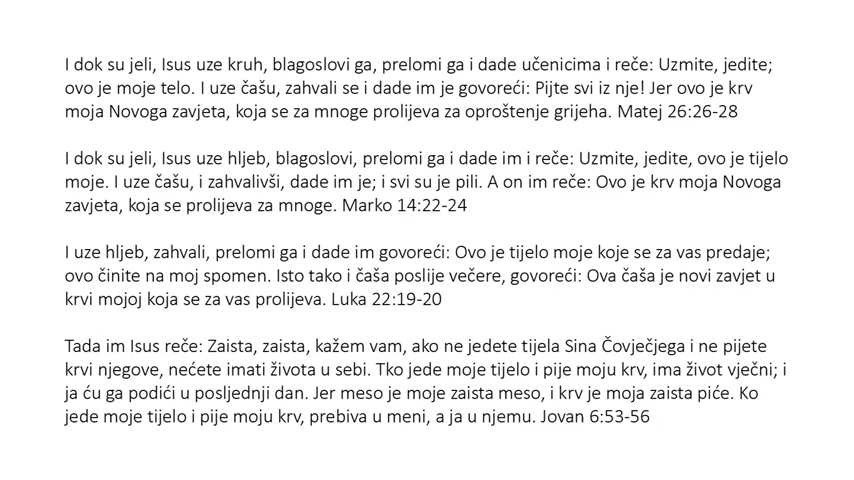 I dok su jeli, Isus uze kruh, blagoslovi ga, prelomi ga i dade učenicima i reče: Uzmite, jedite;
ovo je moje telo. I uze čašu, zahvali se i dade im je govoreći: Pijte svi iz nje! Jer ovo je krv
moja Novoga zavjeta, koja se za mnoge prolijeva za oproštenje grijeha. Matej 26:26-28
I dok su jeli, Isus uze hljeb, blagoslovi, prelomi ga i dade im i reče: Uzmite, jedite, ovo je tijelo
moje. I uze čašu, i zahvalivši, dade im je; i svi su je pili. A on im reče: Ovo je krv moja Novoga
zavjeta, koja se prolijeva za mnoge. Marko 14:22-24
I uze hljeb, zahvali, prelomi ga i dade im govoreći: Ovo je tijelo moje koje se za vas predaje;
ovo činite na moj spomen. Isto tako i čaša poslije večere, govoreći: Ova čaša je novi zavjet u
krvi mojoj koja se za vas prolijeva. Luka 22:19-20
Tada im Isus reče: Zaista, zaista, kažem vam, ako ne jedete tijela Sina Čovječjega i ne pijete
krvi njegove, nećete imati života u sebi. Tko jede moje tijelo i pije moju krv, ima život vječni; i
ja ću ga podići u posljednji dan. Jer meso je moje zaista meso, i krv je moja zaista piće. Ko
jede moje tijelo i pije moju krv, prebiva u meni, a ja u njemu. Jovan 6:53-56